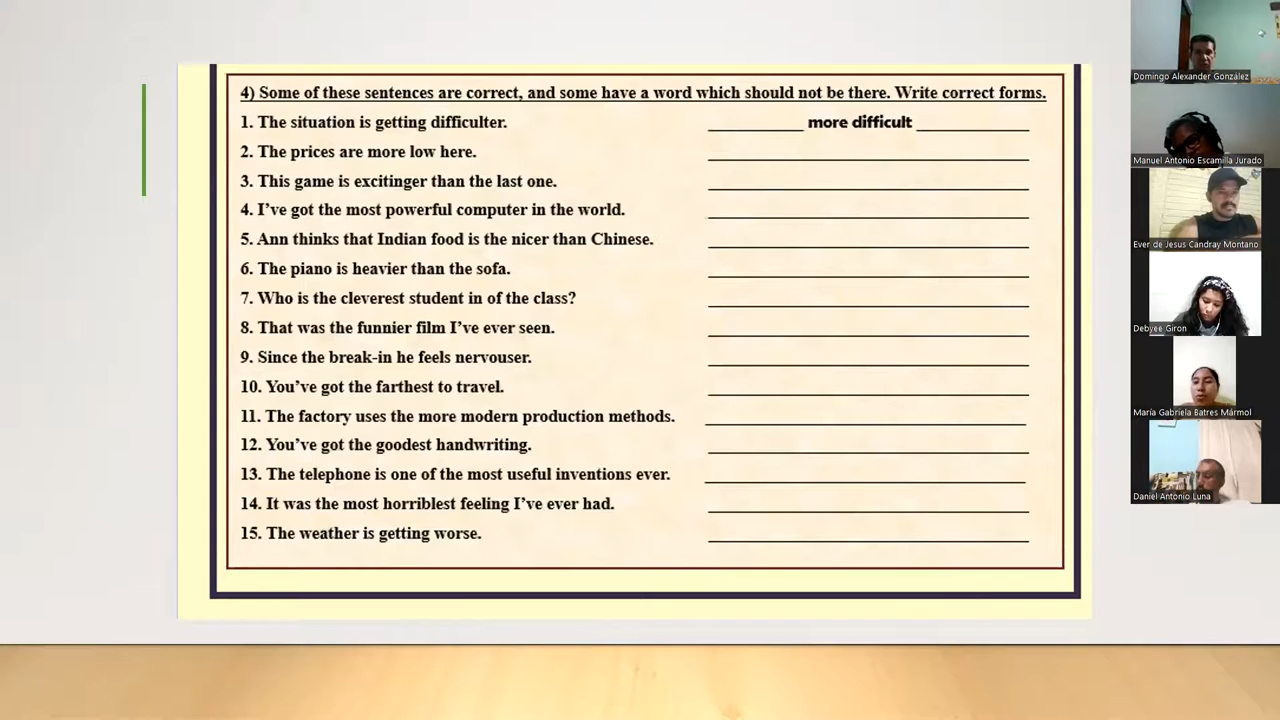 4) Some of these sentences are correct, and some have a word which should not be there. Write correct forms.
1. The situation is getting difficulter. __________ more difficult ____________
2. The prices are more low here.
3. This game is excitinger than the last one.
4. I’ve got the most powerful computer in the world.
5. Ann thinks that Indian food is the nicer than Chinese.
6. The piano is heavier than the sofa.
7. Who is the cleverest student in of the class?
8. That was the funnier film I’ve ever seen.
9. Since the break-in he feels nervouser.
10. You’ve got the farthest to travel.
11. The factory uses the more modern production methods.
12. You’ve got the goodest handwriting.
13. The telephone is one of the most useful inventions ever.
14. It was the most horriblest feeling I’ve ever had.
15. The weather is getting worse.
Domingo Alexander González
Manuel Antonio Escamilla Jurado
Ever de Jesus Candray Montano
Debyee Giron
María Gabriela Batres Mármol
Daniel Antonio Luna